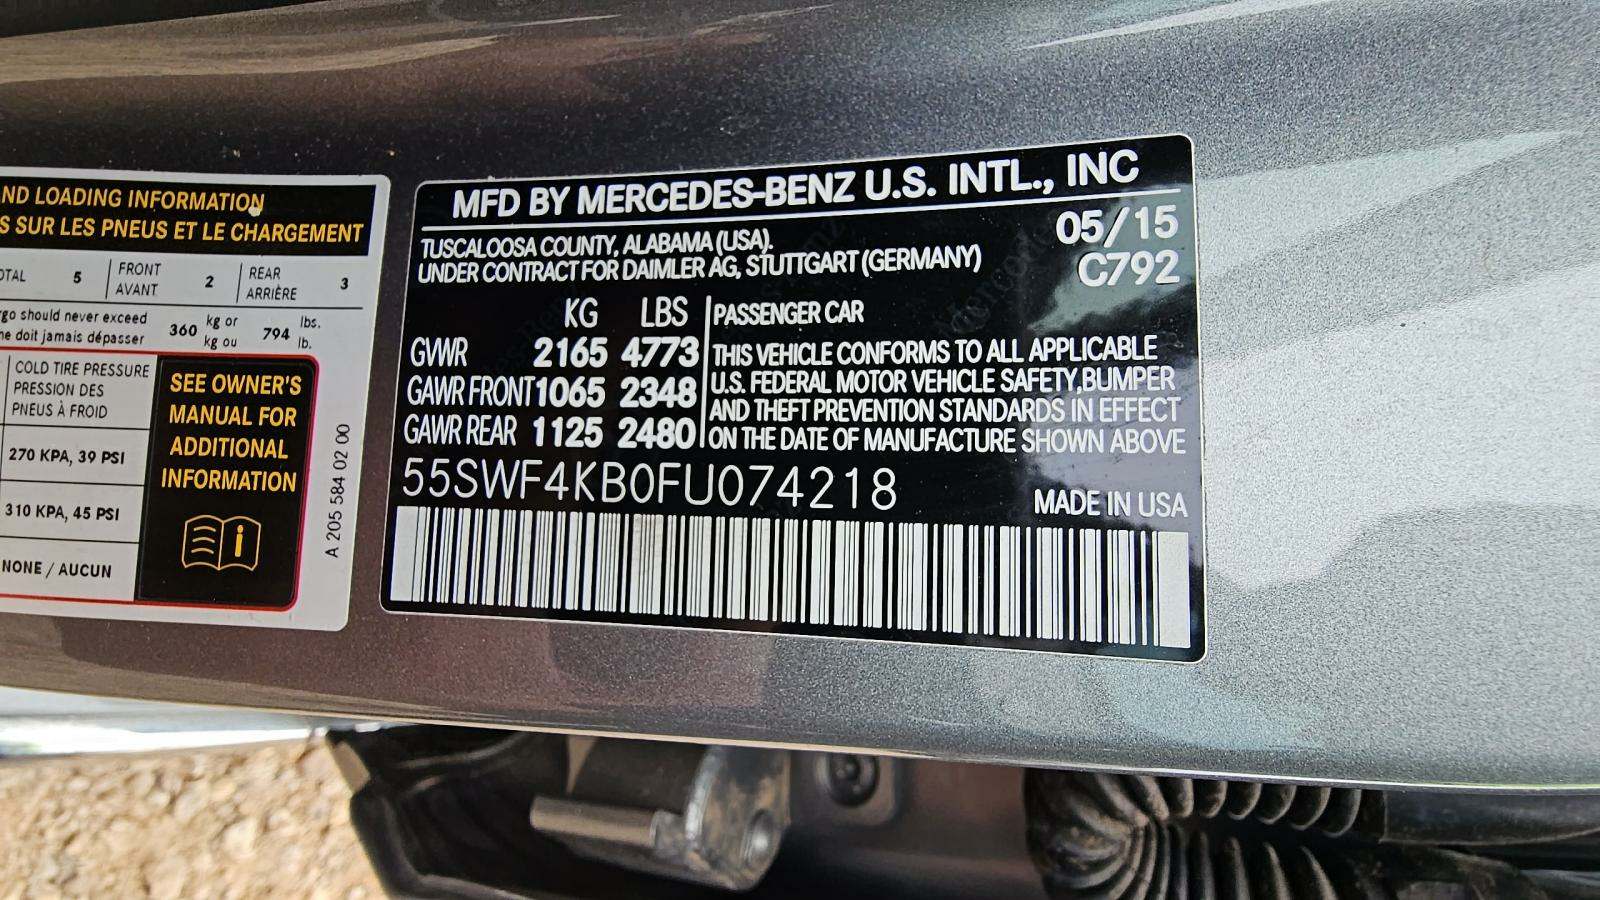 ND LOADING INFORMATION
S SUR LES PNEUS ET LE CHARGEMENT
OTAL 5 FRONT AVANT 2 REAR ARRIÈRE 3
rgo should never exceed
ne doit jamais dépasser
360 kg or kg ou 794 lbs. lb.
COLD TIRE PRESSURE
PRESSION DES
PNEUS À FROID
270 KPA, 39 PSI
310 KPA, 45 PSI
NONE / AUCUN
SEE OWNER'S
MANUAL FOR
ADDITIONAL
INFORMATION
A 205 584 02 00
MFD BY MERCEDES-BENZ U.S. INTL., INC
TUSCALOOSA COUNTY, ALABAMA (USA).
UNDER CONTRACT FOR DAIMLER AG, STUTTGART (GERMANY)
05/15
C792
KG LBS
GVWR 2165 4773
GAWR FRONT 1065 2348
GAWR REAR 1125 2480
PASSENGER CAR
THIS VEHICLE CONFORMS TO ALL APPLICABLE
U.S. FEDERAL MOTOR VEHICLE SAFETY, BUMPER
AND THEFT PREVENTION STANDARDS IN EFFECT
ON THE DATE OF MANUFACTURE SHOWN ABOVE
55SWF4KB0FU074218
MADE IN USA